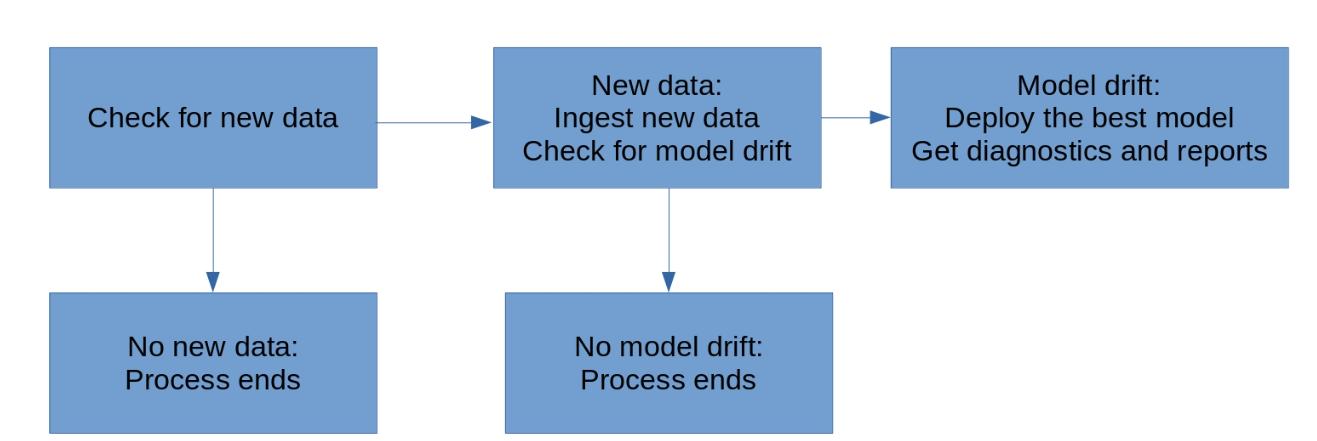 Check for new data
New data:
Ingest new data
Check for model drift
Model drift:
Deploy the best model
Get diagnostics and reports
No new data:
Process ends
No model drift:
Process ends